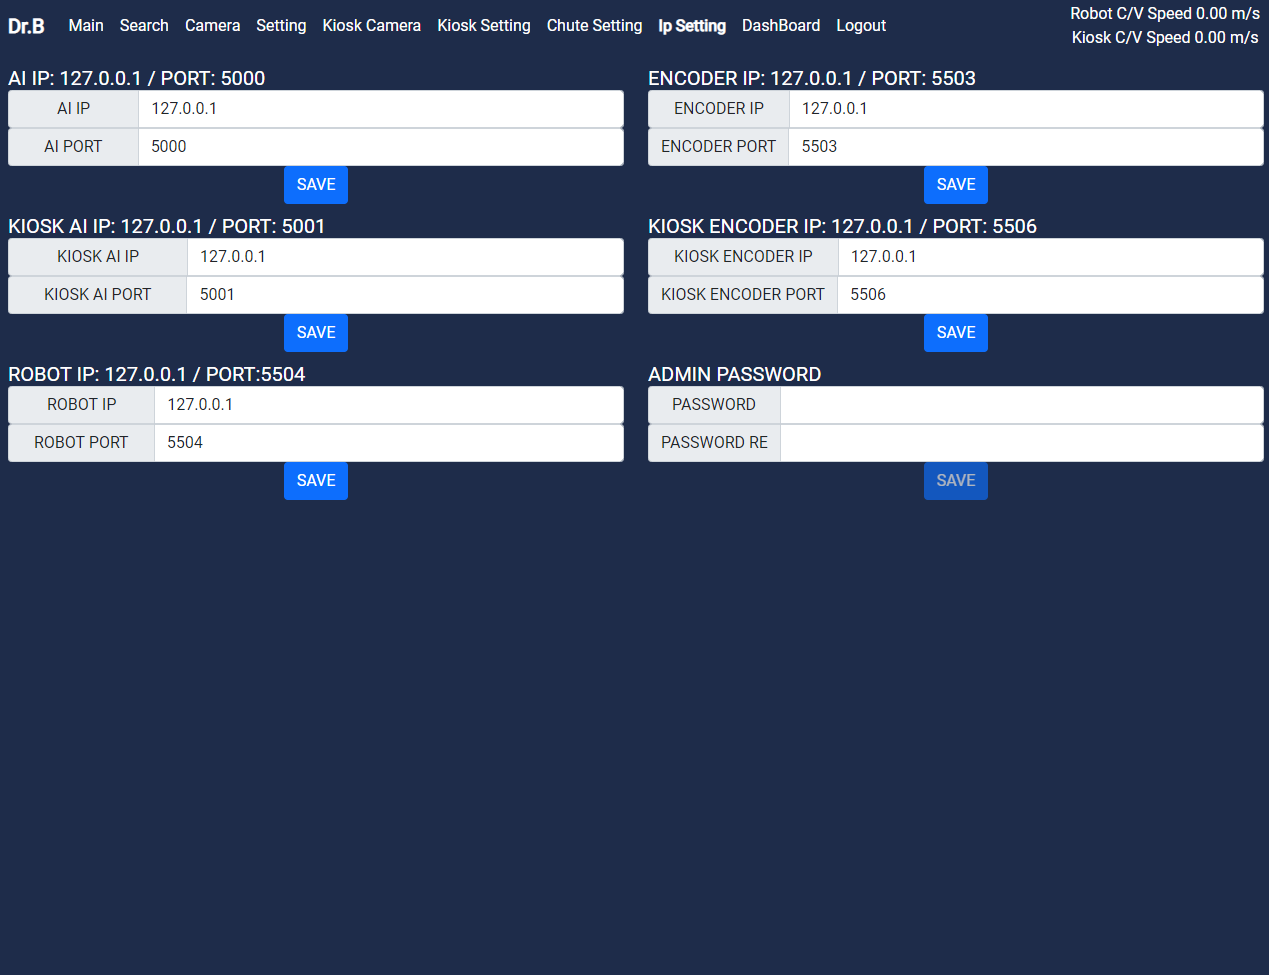 Dr.B Main Search Camera Setting Kiosk Camera Kiosk Setting Chute Setting Ip Setting DashBoard Logout
Robot C/V Speed 0.00 m/s
Kiosk C/V Speed 0.00 m/s
AI IP: 127.0.0.1 / PORT: 5000
AI IP 127.0.0.1
AI PORT 5000
SAVE
ENCODER IP: 127.0.0.1 / PORT: 5503
ENCODER IP 127.0.0.1
ENCODER PORT 5503
SAVE
KIOSK AI IP: 127.0.0.1 / PORT: 5001
KIOSK AI IP 127.0.0.1
KIOSK AI PORT 5001
SAVE
KIOSK ENCODER IP: 127.0.0.1 / PORT: 5506
KIOSK ENCODER IP 127.0.0.1
KIOSK ENCODER PORT 5506
SAVE
ROBOT IP: 127.0.0.1 / PORT:5504
ROBOT IP 127.0.0.1
ROBOT PORT 5504
SAVE
ADMIN PASSWORD
PASSWORD
PASSWORD RE
SAVE